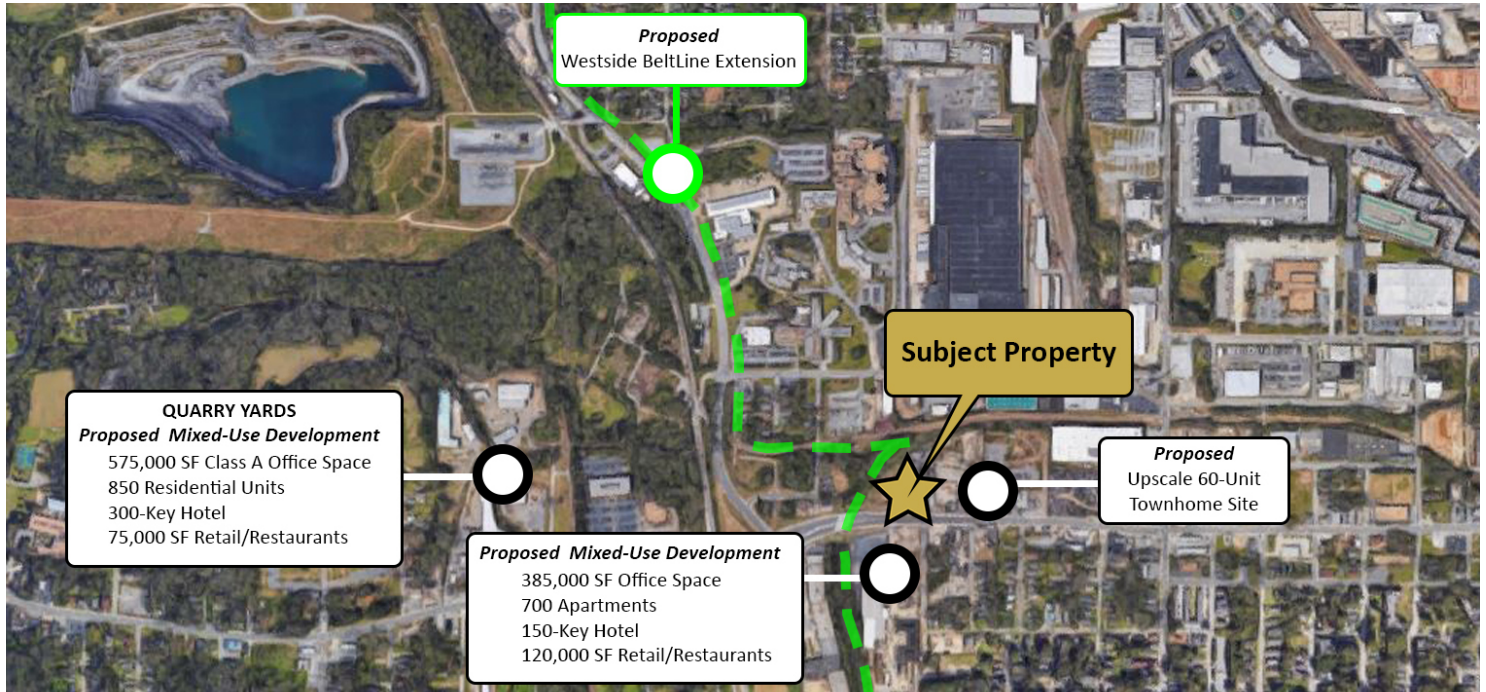 Proposed
Westside BeltLine Extension
Subject Property
QUARRY YARDS
Proposed Mixed-Use Development
575,000 SF Class A Office Space
850 Residential Units
300-Key Hotel
75,000 SF Retail/Restaurants
Proposed
Upscale 60-Unit
Townhome Site
Proposed Mixed-Use Development
385,000 SF Office Space
700 Apartments
150-Key Hotel
120,000 SF Retail/Restaurants